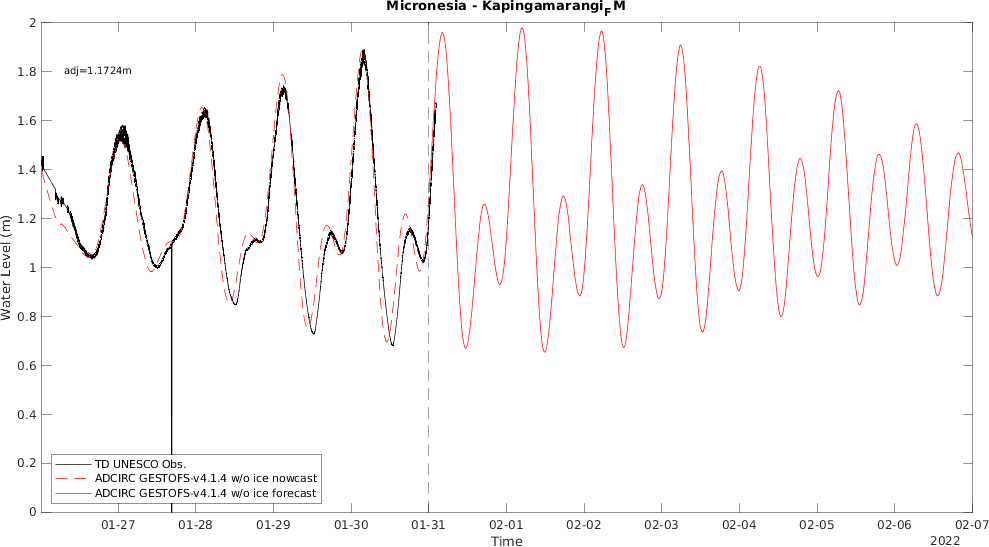 Micronesia - Kapingamarangi_FM
adj=1.1724m
Water Level (m)
2
1.8
1.6
1.4
1.2
1
0.8
0.6
0.4
0.2
0
TD UNESCO Obs.
ADCIRC GESTOFS-v4.1.4 w/o ice nowcast
ADCIRC GESTOFS-v4.1.4 w/o ice forecast
01-27 01-28 01-29 01-30 01-31 02-01 02-02 02-03 02-04 02-05 02-06 02-07
Time
2022